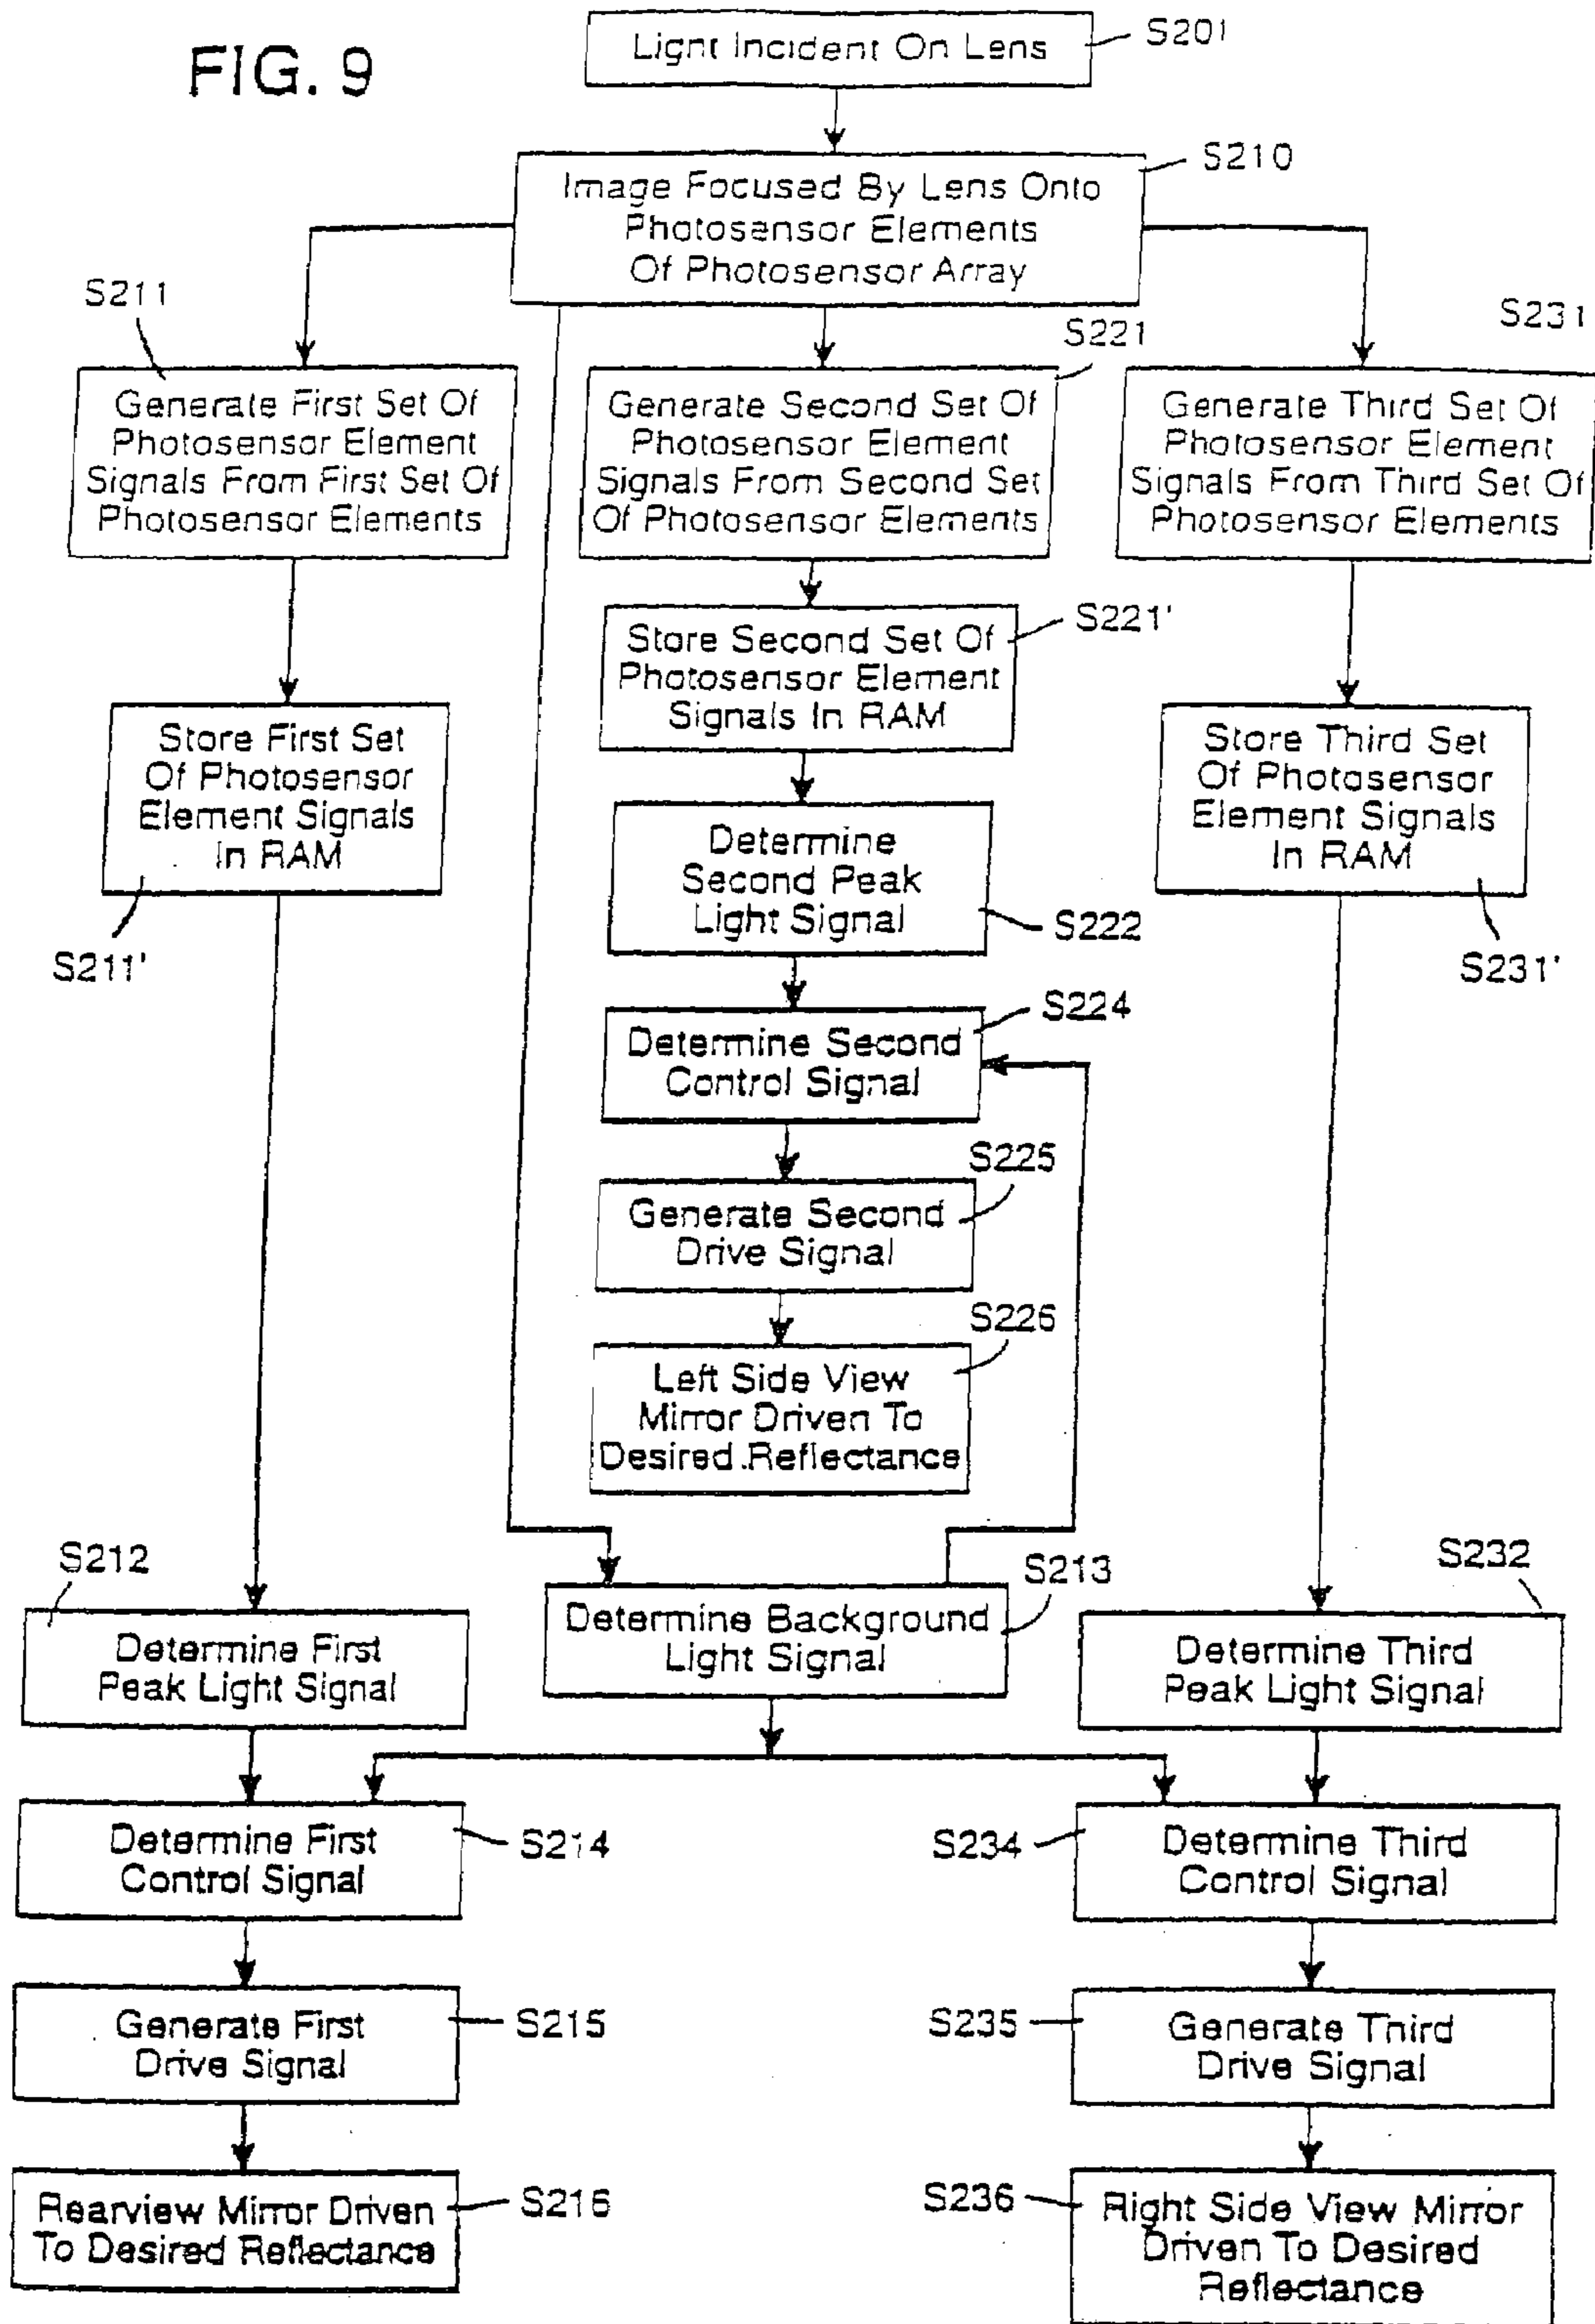 FIG. 9
Light Incident On Lens
S201
Image Focused By Lens Onto
Photosensor Elements
Of Photosensor Array
S210
S211
Generate First Set Of
Photosensor Element
Signals From First Set Of
Photosensor Elements
S221
Generate Second Set Of
Photosensor Element
Signals From Second Set
Of Photosensor Elements
S231
Generate Third Set Of
Photosensor Element
Signals From Third Set Of
Photosensor Elements
Store First Set
Of Photosensor
Element Signals
In RAM
S211'
Store Second Set Of
Photosensor Element
Signals In RAM
S221'
Store Third Set
Of Photosensor
Element Signals
In RAM
S231'
Determine
Second Peak
Light Signal
S222
Determine Second
Control Signal
S224
Generate Second
Drive Signal
S225
Left Side View
Mirror Driven To
Desired Reflectance
S226
S212
Determine First
Peak Light Signal
Determine Background
Light Signal
S213
S232
Determine Third
Peak Light Signal
Determine First
Control Signal
S214
S234
Determine Third
Control Signal
Generate First
Drive Signal
S215
S235
Generate Third
Drive Signal
Rearview Mirror Driven
To Desired Reflectance
S216
S236
Right Side View Mirror
Driven To Desired
Reflectance